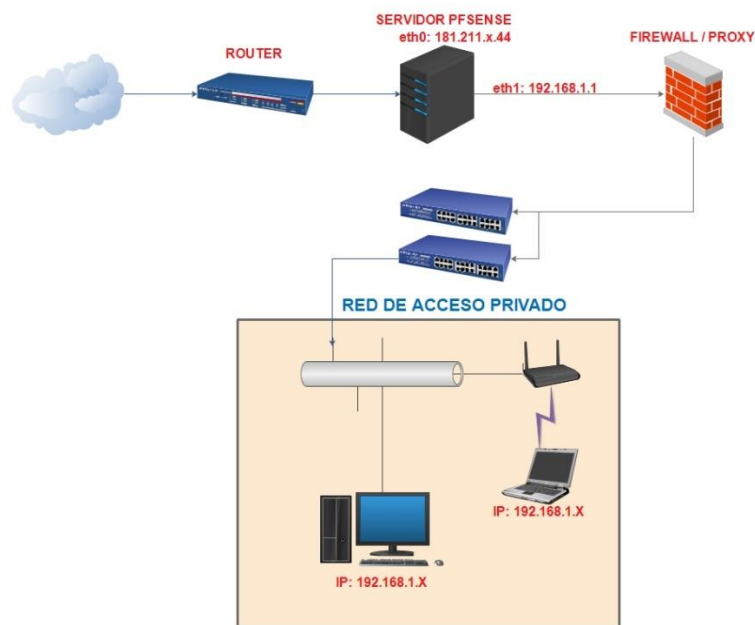 SERVIDOR PFSENSE
eth0: 181.211.x.44
ROUTER
FIREWALL / PROXY
eth1: 192.168.1.1
RED DE ACCESO PRIVADO
IP: 192.168.1.X
IP: 192.168.1.X